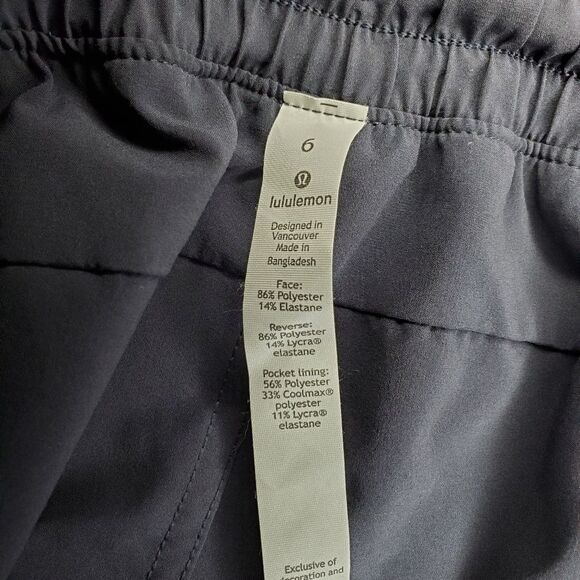 6
lululemon
Designed in
Vancouver
Made in
Bangladesh
Face:
86% Polyester
14% Elastane
Reverse:
86% Polyester
14% Lycra®
elastane
Pocket lining:
56% Polyester
33% Coolmax®
polyester
11% Lycra®
elastane
Exclusive of
and